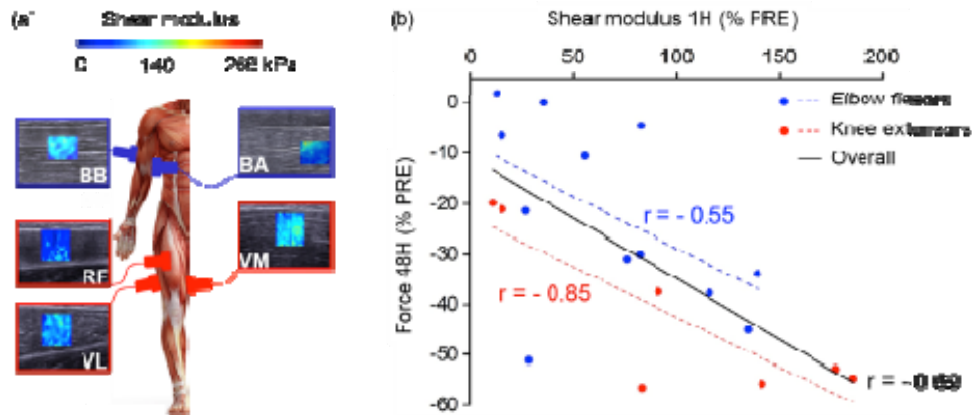 (a)
Shear modulus
0 140 268 kPa
BB
BA
RF
VM
VL
(b)
Shear modulus 1H (% PRE)
0 50 100 150 200
Force 48H (% PRE)
0
-10
-20
-30
-40
-50
-60
Elbow flexors
Knee extensors
Overall
r = - 0.55
r = - 0.85
r =